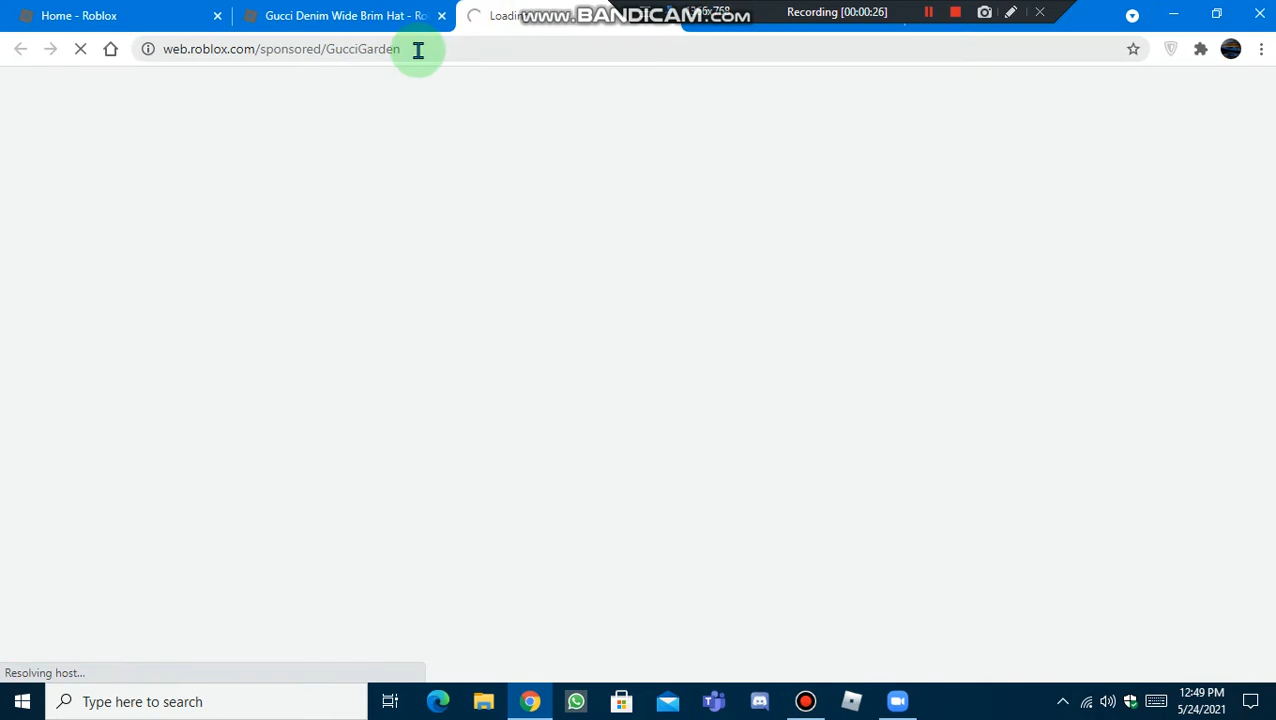 Home - Roblox
Gucci Denim Wide Brim Hat - Ro
Loadin
www.BANDICAM.com
Recording [00:00:26]
web.roblox.com/sponsored/GucciGarden
Resolving host...
Type here to search
12:49 PM
5/24/2021